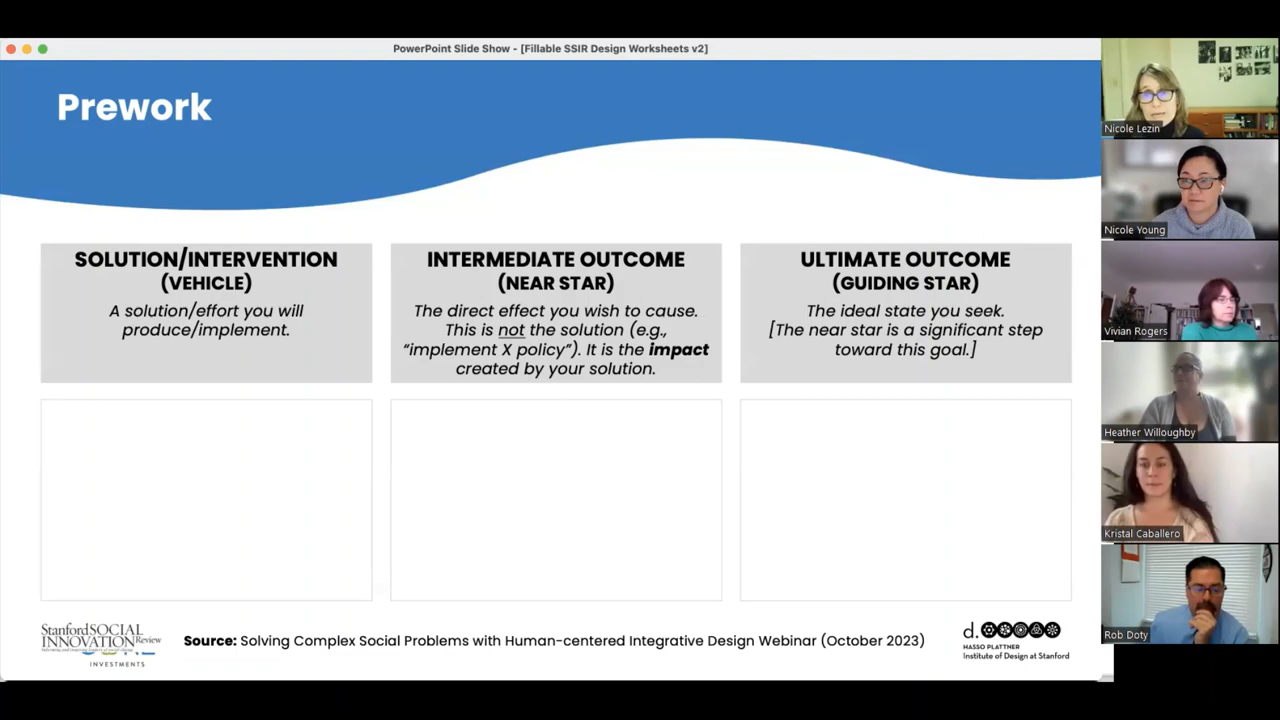 PowerPoint Slide Show - [Fillable SSIR Design Worksheets v2]
Prework
SOLUTION/INTERVENTION
(VEHICLE)
A solution/effort you will
produce/implement.
INTERMEDIATE OUTCOME
(NEAR STAR)
The direct effect you wish to cause.
This is not the solution (e.g.,
“implement X policy”). It is the impact
created by your solution.
ULTIMATE OUTCOME
(GUIDING STAR)
The ideal state you seek.
[The near star is a significant step
toward this goal.]
Stanford SOCIAL
INNOVATION Review
INVESTMENTS
Source: Solving Complex Social Problems with Human-centered Integrative Design Webinar (October 2023)
d.
HASSO PLATTNER
Institute of Design at Stanford
Nicole Lezin
Nicole Young
Vivian Rogers
Heather Willoughby
Kristal Caballero
Rob Doty